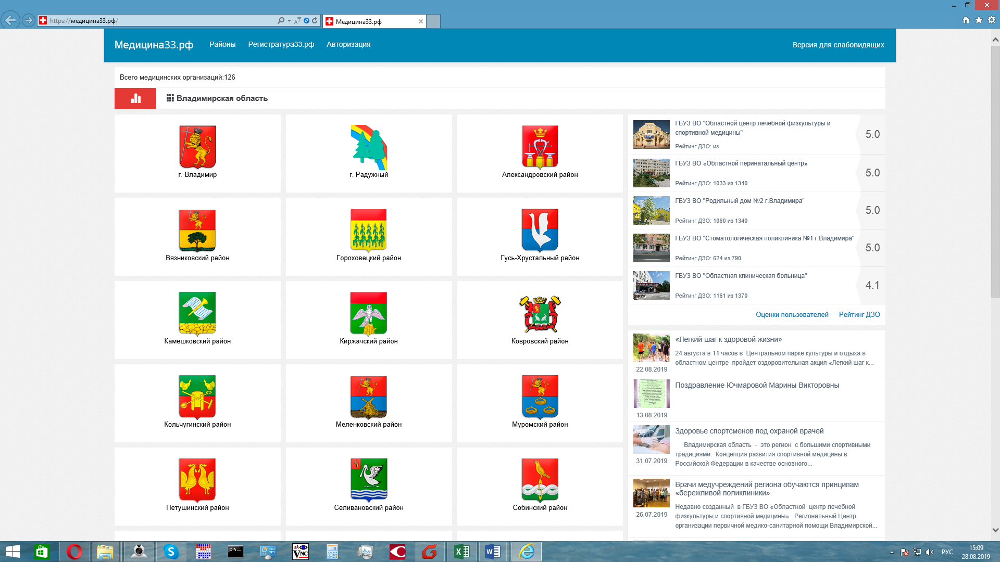 https://медицина33.рф/
Медицина33.рф
Медицина33.рф
Районы
Регистратура33.рф
Авторизация
Версия для слабовидящих
Всего медицинских организаций:126
Владимирская область
г. Владимир
г. Радужный
Александровский район
Вязниковский район
Гороховецкий район
Гусь-Хрустальный район
Камешковский район
Киржачский район
Ковровский район
Кольчугинский район
Меленковский район
Муромский район
Петушинский район
Селивановский район
Собинский район
ГБУЗ ВО "Областной центр лечебной физкультуры и
спортивной медицины"
Рейтинг ДЗО: из
5.0
ГБУЗ ВО «Областной перинатальный центр»
Рейтинг ДЗО: 1033 из 1340
5.0
ГБУЗ ВО "Родильный дом №2 г.Владимира"
Рейтинг ДЗО: 1060 из 1340
5.0
ГБУЗ ВО "Стоматологическая поликлиника №1 г.Владимира"
Рейтинг ДЗО: 624 из 790
5.0
ГБУЗ ВО "Областная клиническая больница"
Рейтинг ДЗО: 1161 из 1370
4.1
Оценки пользователей
Рейтинг ДЗО
«Легкий шаг к здоровой жизни»
24 августа в 11 часов в Центральном парке культуры и отдыха в
областном центре пройдет оздоровительная акция «Легкий шаг к...
22.08.2019
Поздравление Ючмаровой Марины Викторовны
13.08.2019
Здоровье спортсменов под охраной врачей
Владимирская область - это регион с большими спортивными
традициями. Концепция развития спортивной медицины в
Российской Федерации в качестве основного...
31.07.2019
Врачи медучреждений региона обучаются принципам
«бережливой поликлиники».
Недавно созданный в ГБУЗ ВО «Областной центр лечебной
физкультуры и спортивной медицины» Региональный Центр
организации первичной медико-санитарной помощи Владимирской...
26.07.2019
РУС
15:09
28.08.2019